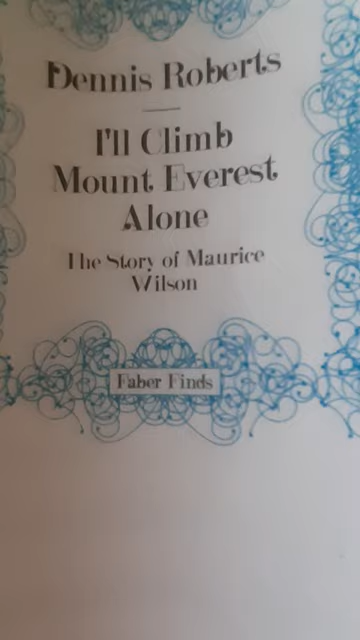 Dennis Roberts
I'll Climb
Mount Everest
Alone
The Story of Maurice
Wilson
Faber Finds